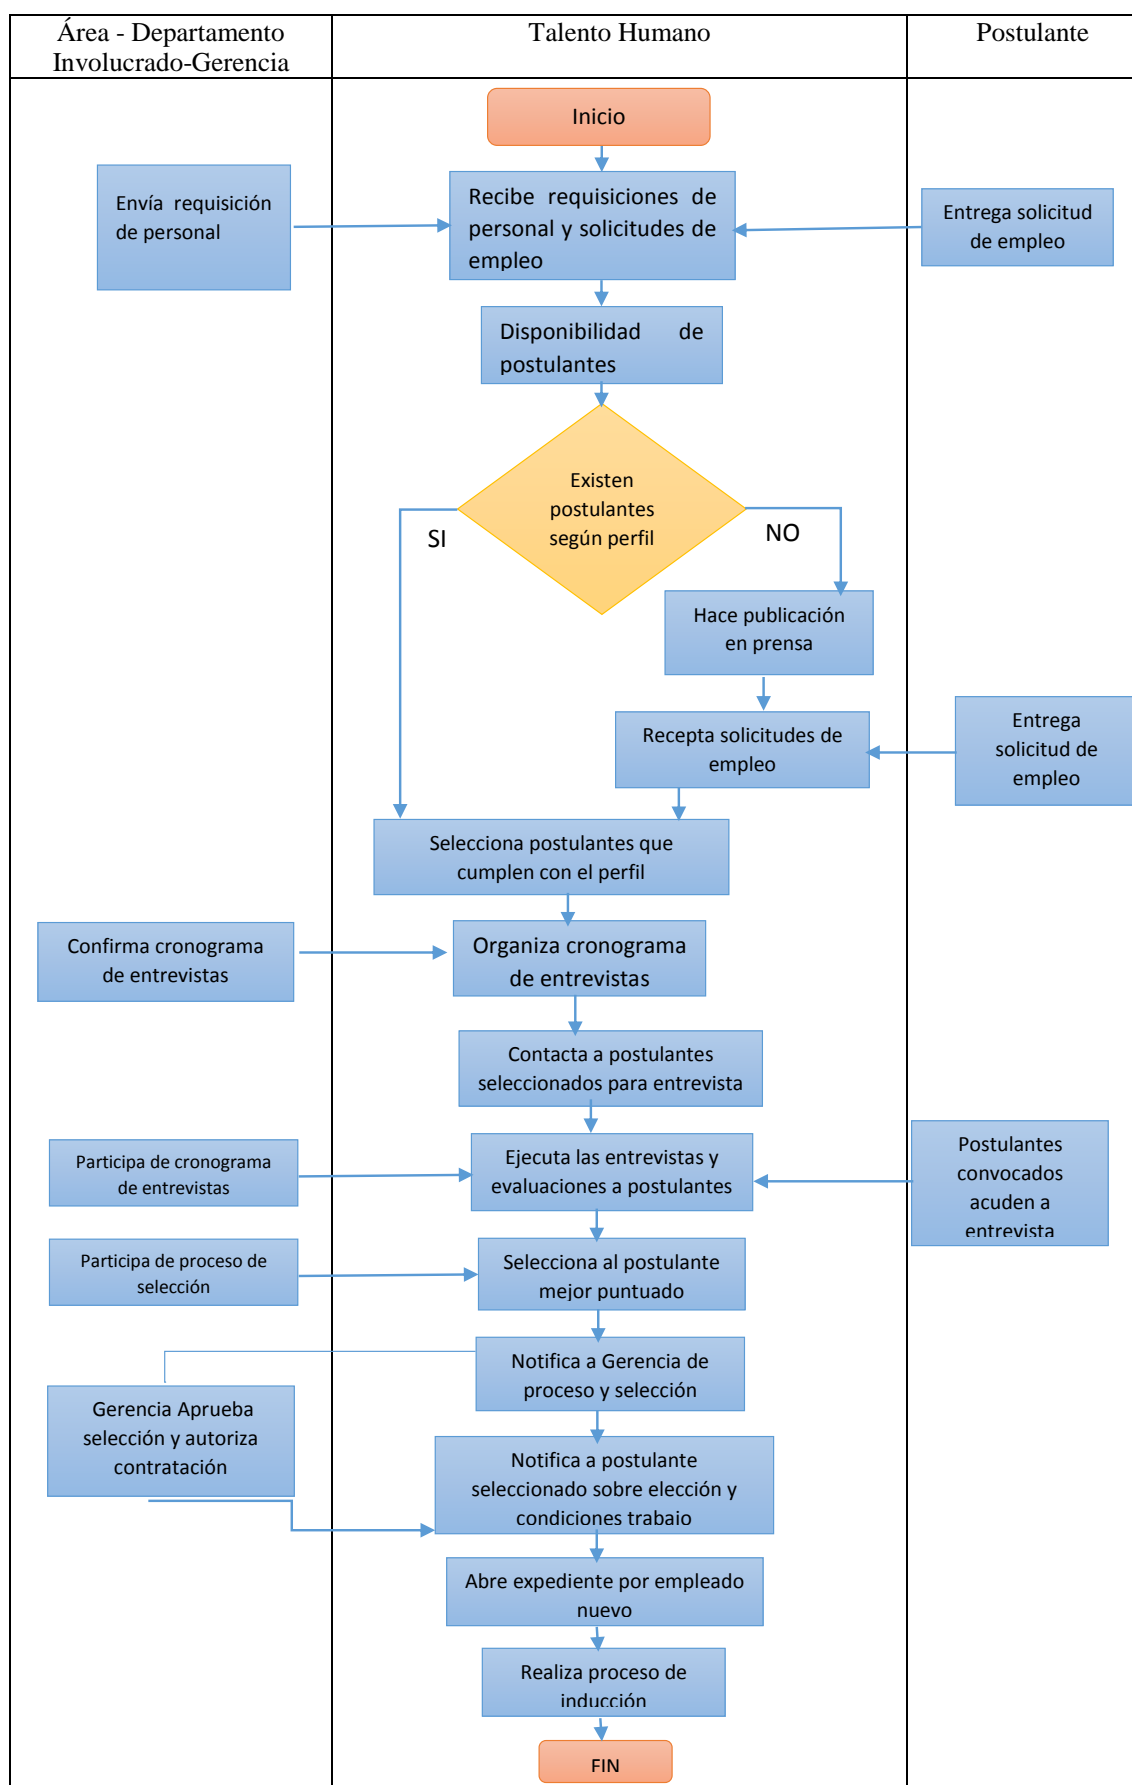 Área - Departamento
Involucrado-Gerencia
Talento Humano
Postulante
Inicio
Envía requisición
de personal
Recibe requisiciones de
personal y solicitudes de
empleo
Entrega solicitud
de empleo
Disponibilidad de
postulantes
Existen
postulantes
según perfil
SI
NO
Hace publicación
en prensa
Recepta solicitudes de
empleo
Entrega
solicitud de
empleo
Selecciona postulantes que
cumplen con el perfil
Confirma cronograma
de entrevistas
Organiza cronograma
de entrevistas
Contacta a postulantes
seleccionados para entrevista
Participa de cronograma
de entrevistas
Ejecuta las entrevistas y
evaluaciones a postulantes
Postulantes
convocados
acuden a
entrevista
Participa de proceso de
selección
Selecciona al postulante
mejor puntuado
Notifica a Gerencia de
proceso y selección
Gerencia Aprueba
selección y autoriza
contratación
Notifica a postulante
seleccionado sobre elección y
condiciones trabajo
Abre expediente por empleado
nuevo
Realiza proceso de
inducción
FIN